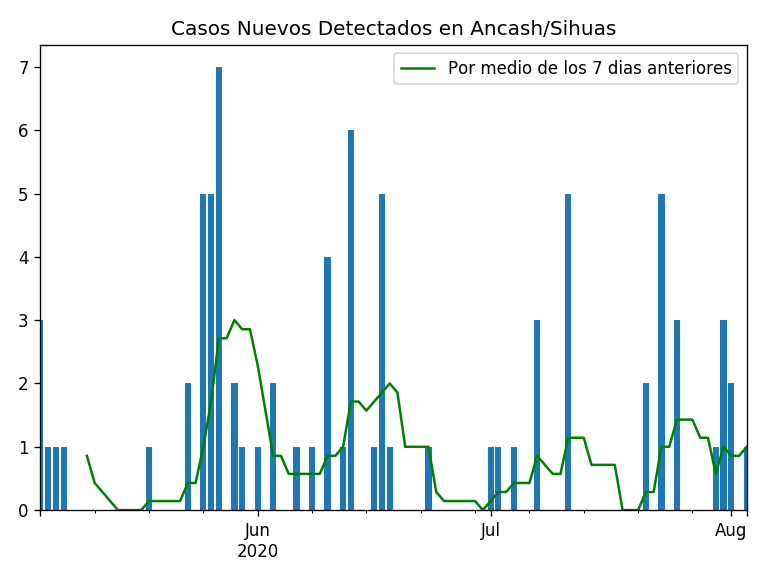 Casos Nuevos Detectados en Ancash/Sihuas
Por medio de los 7 dias anteriores
7
6
5
4
3
2
1
0
Jun
2020
Jul
Aug